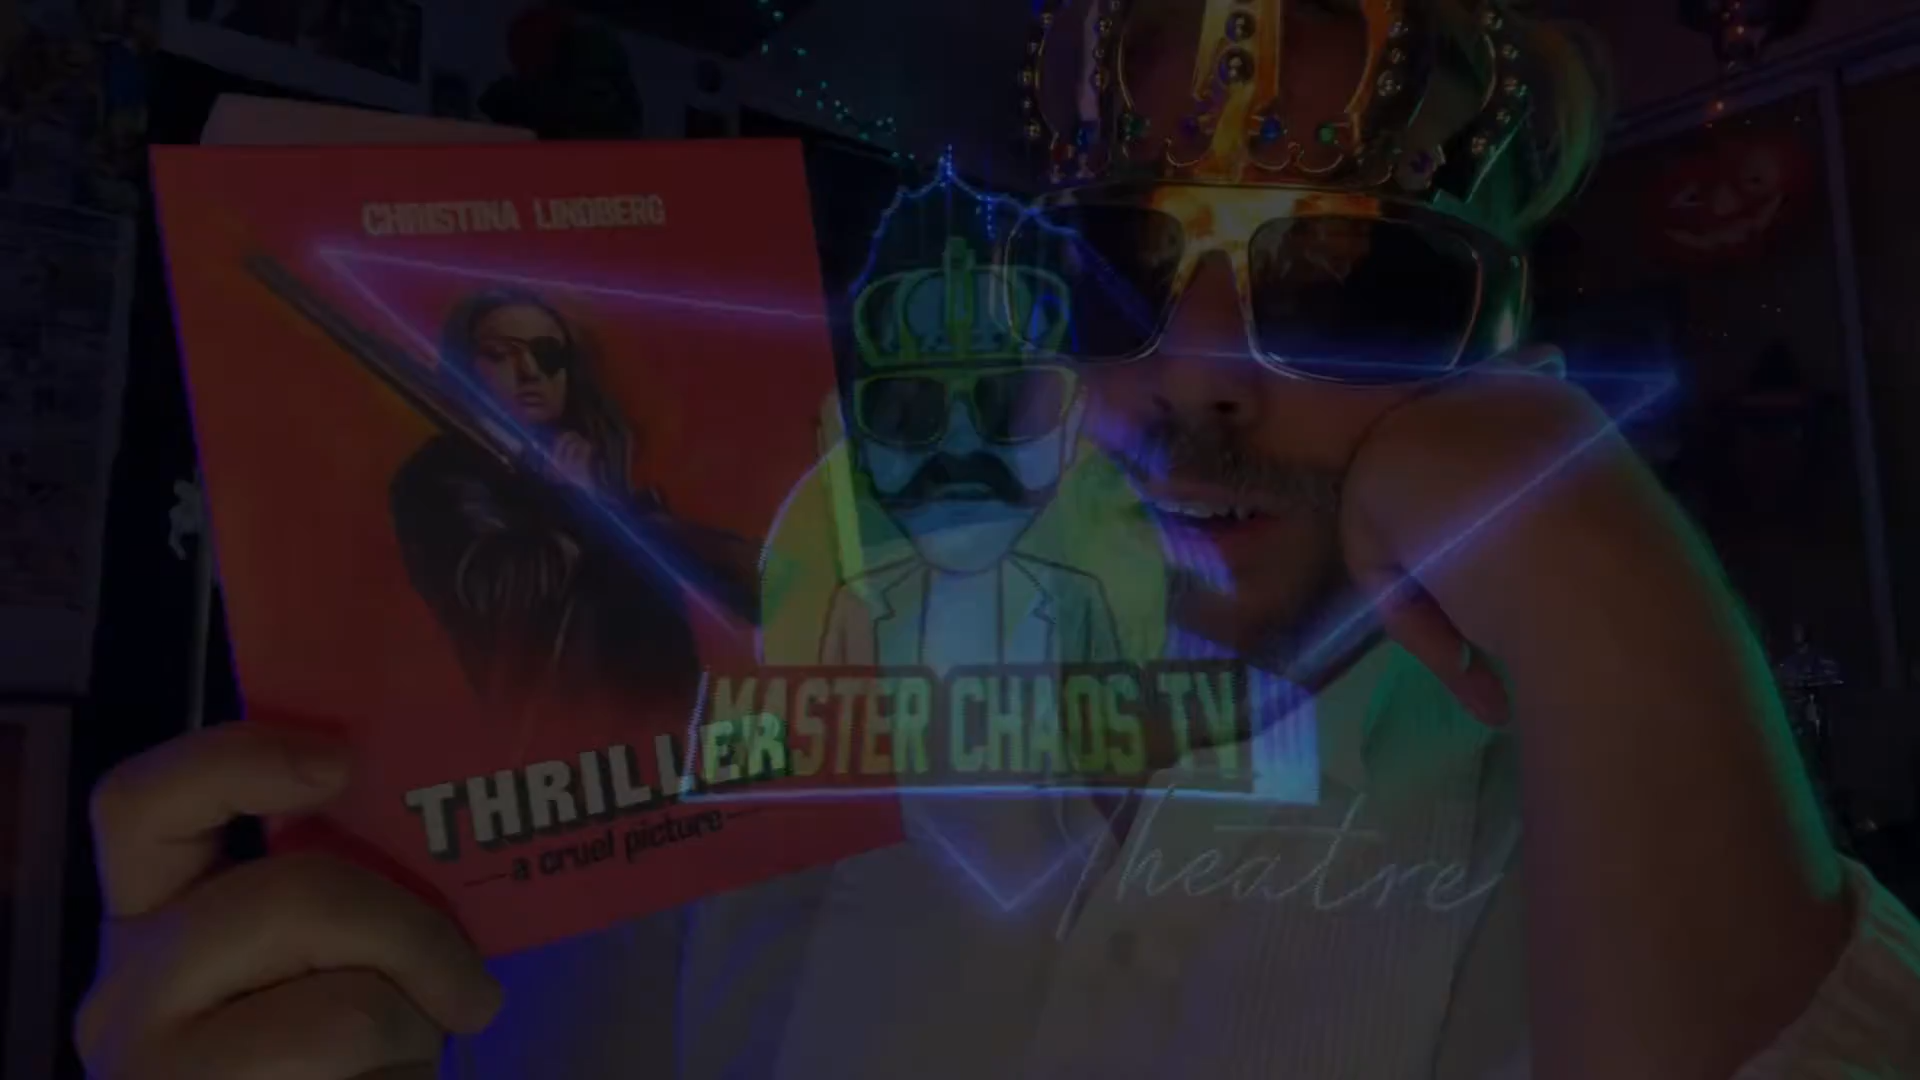 CHRISTINA LINDBERG
THRILLER
a cruel picture
MASTER CHAOS TV
Theatre